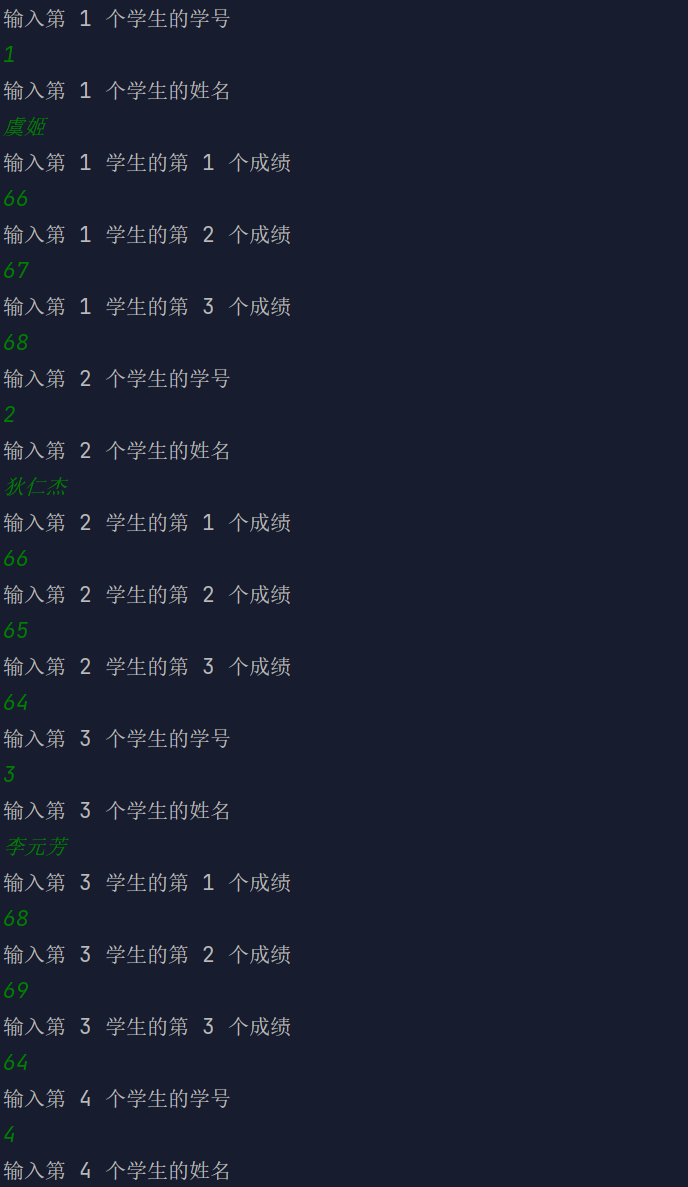 输入第 1 个学生的学号
1
输入第 1 个学生的姓名
虞姬
输入第 1 学生的第 1 个成绩
66
输入第 1 学生的第 2 个成绩
67
输入第 1 学生的第 3 个成绩
68
输入第 2 个学生的学号
2
输入第 2 个学生的姓名
狄仁杰
输入第 2 学生的第 1 个成绩
66
输入第 2 学生的第 2 个成绩
65
输入第 2 学生的第 3 个成绩
64
输入第 3 个学生的学号
3
输入第 3 个学生的姓名
李元芳
输入第 3 学生的第 1 个成绩
68
输入第 3 学生的第 2 个成绩
69
输入第 3 学生的第 3 个成绩
64
输入第 4 个学生的学号
4
输入第 4 个学生的姓名